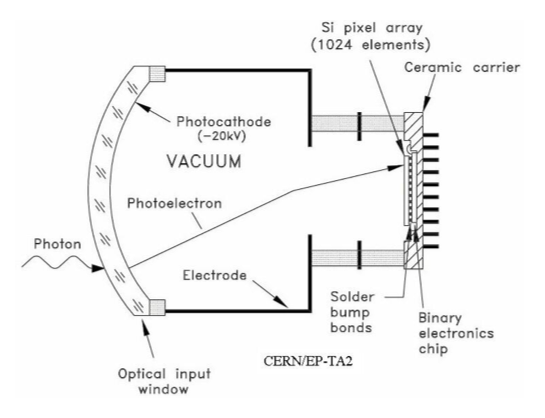 Si pixel array
(1024 elements)
Ceramic carrier
Photocathode
(−20kV)
VACUUM
Photoelectron
Photon
Electrode
Solder
bump
bonds
Binary
electronics
chip
CERN/EP-TA2
Optical input
window